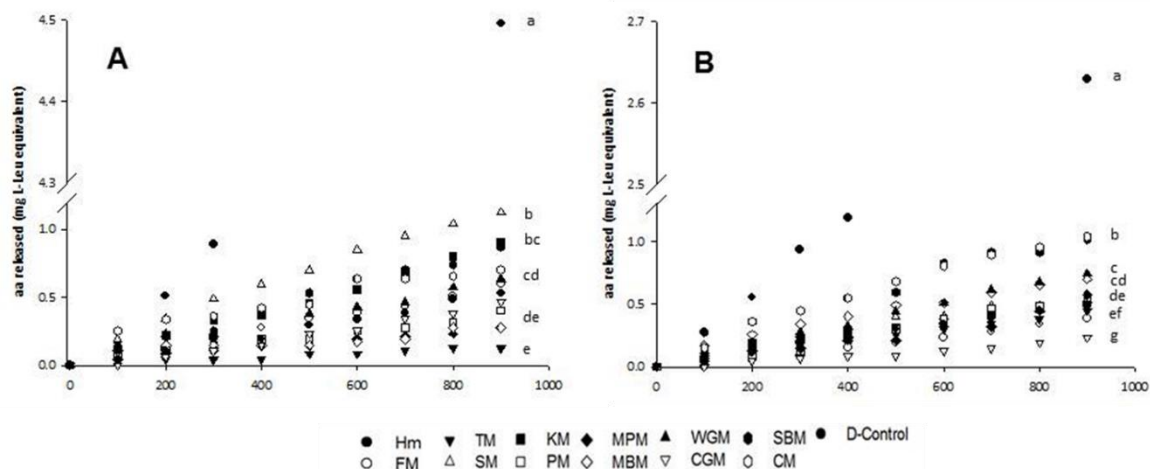 A
aa released (mg L-Leu equivalent)
4.5
4.4
4.3
1.0
0.5
0.0
0 200 400 600 800 1000
a
b
bc
cd
de
e
B
aa released (mg L-Leu equivalent)
2.7
2.6
2.5
1.0
0.5
0.0
0 200 400 600 800 1000
a
b
c
cd
de
ef
g
Hm TM KM MPM WGM SBM D-Control
FM SM PM MBM CGM CM